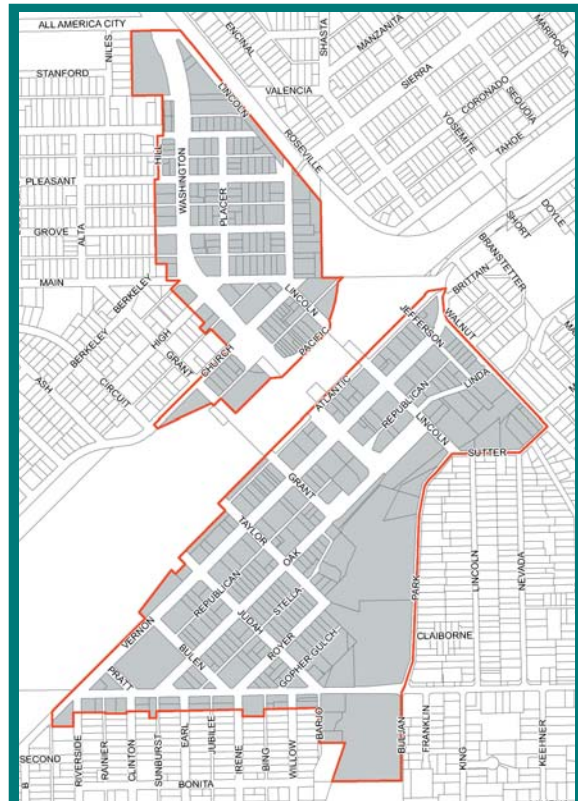 ALL AMERICA CITY
NILES
STANFORD
ENCINAL
SHASTA
MANZANITA
MARIPOSA
SIERRA
VALENCIA
CORONADO
SEQUOIA
YOSEMITE
TAHOE
LINCOLN
ROSEVILLE
HILL
WASHINGTON
PLACER
PLEASANT
GROVE
ALTA
MAIN
BERKELEY
BERKELEY
HIGH
GRANT
CIRCUIT
ASH
CHURCH
LINCOLN
PACIFIC
DOYLE
SHORT
BRANSTETTER
BRITTAIN
WALNUT
JEFFERSON
ATLANTIC
REPUBLICAN
LINDA
LINCOLN
SUTTER
GRANT
TAYLOR
OAK
REPUBLICAN
JUDAH
STELLA
ROYER
GOPHER GULCH
VERNON
BULEN
PRATT
PARK
LINCOLN
NEVADA
CLAIBORNE
SECOND
B
RIVERSIDE
RAINIER
CLINTON
SUNBURST
EARL
JUBILEE
RENE
BING
WILLOW
BARJO
BULJAN
FRANKLIN
KING
KEEHNER
BONITA